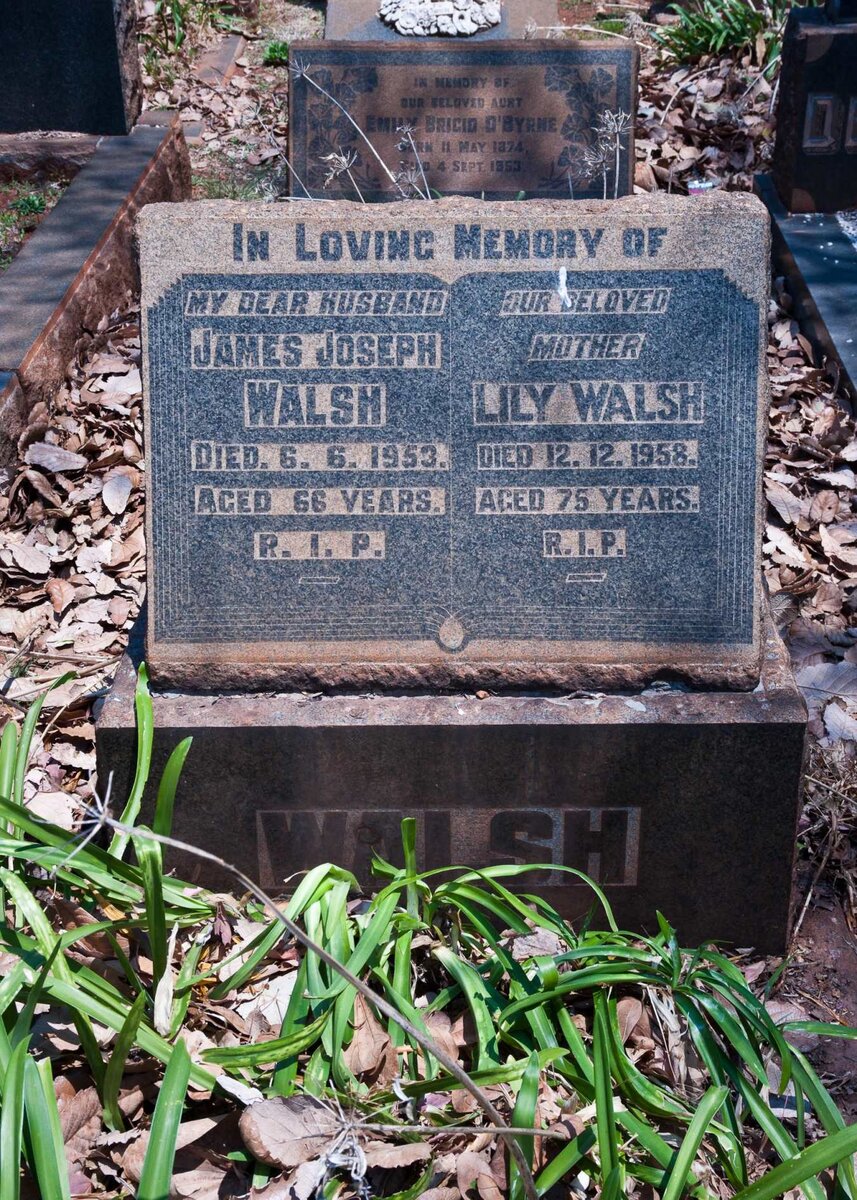 IN MEMORY OF
OUR BELOVED AUNT
EMILY BRIGID O'BYRNE
BORN 11 MAY 1874
DIED 4 SEPT 1953
IN LOVING MEMORY OF
MY DEAR HUSBAND
JAMES JOSEPH
WALSH
DIED. 6. 6. 1953.
AGED 66 YEARS.
R. I. P.
OUR BELOVED
MOTHER
LILY WALSH
DIED 12. 12. 1958.
AGED 75 YEARS.
R.I.P.
WALSH